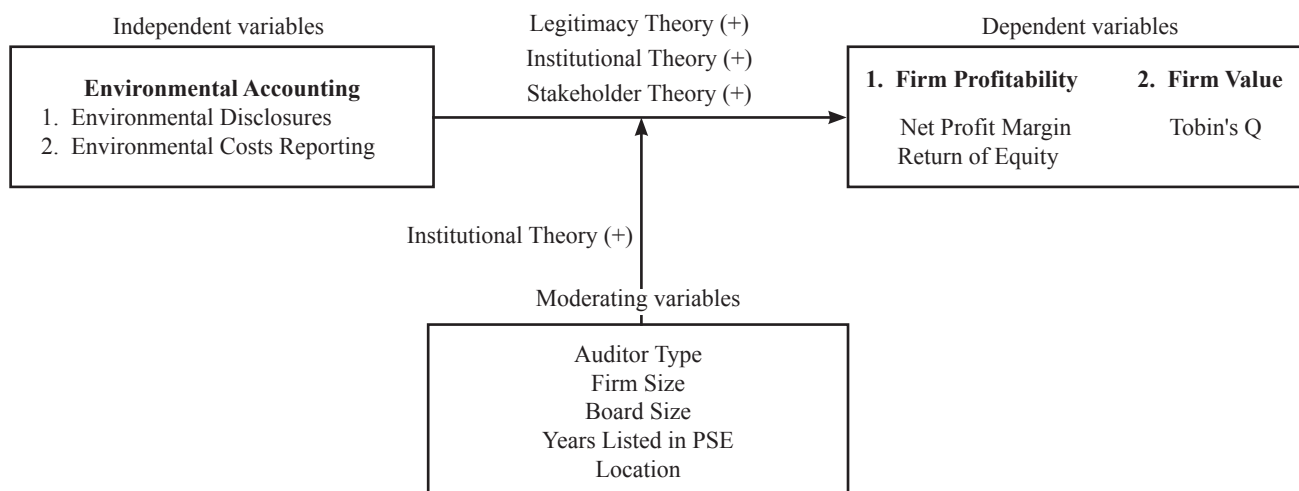 Independent variables
Environmental Accounting
1. Environmental Disclosures
2. Environmental Costs Reporting
Legitimacy Theory (+)
Institutional Theory (+)
Stakeholder Theory (+)
Dependent variables
1. Firm Profitability
Net Profit Margin
Return of Equity
2. Firm Value
Tobin's Q
Institutional Theory (+)
Moderating variables
Auditor Type
Firm Size
Board Size
Years Listed in PSE
Location